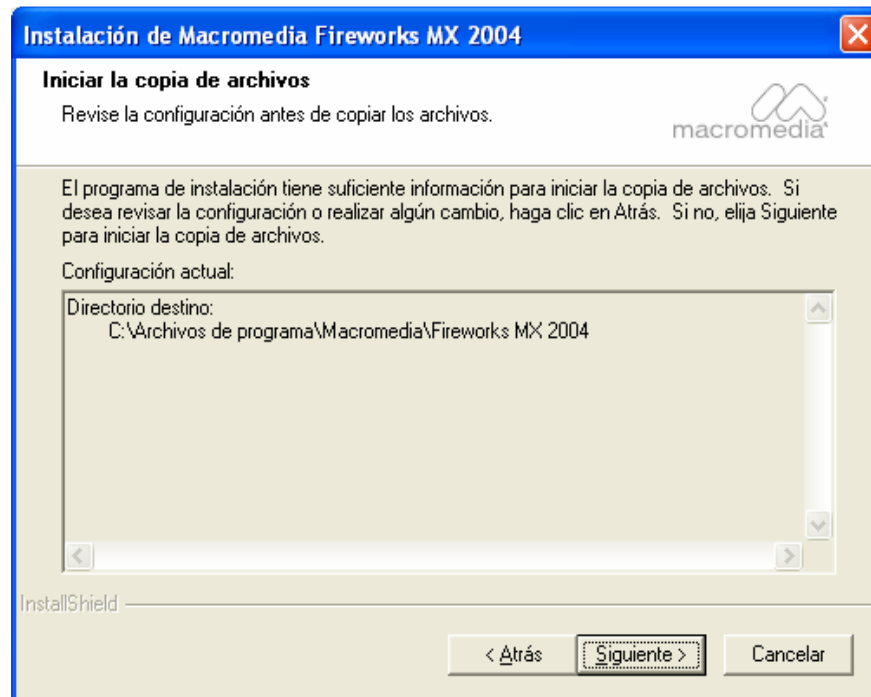 Instalación de Macromedia Fireworks MX 2004
Iniciar la copia de archivos
Revise la configuración antes de copiar los archivos.
macromedia
El programa de instalación tiene suficiente información para iniciar la copia de archivos. Si
desea revisar la configuración o realizar algún cambio, haga clic en Atrás. Si no, elija Siguiente
para iniciar la copia de archivos.
Configuración actual:
Directorio destino:
C:\Archivos de programa\Macromedia\Fireworks MX 2004
InstallShield
< Atrás
Siguiente >
Cancelar